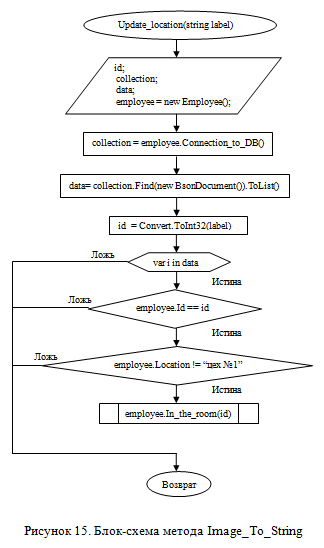 Update_location(string label)
id;
collection;
data;
employee = new Employee();
collection = employee.Connection_to_DB()
data= collection.Find(new BsonDocument()).ToList()
id = Convert.ToInt32(label)
Ложь
var i in data
Истина
Ложь
employee.Id == id
Истина
Ложь
employee.Location != “цех №1”
Истина
employee.In_the_room(id)
Возврат
Рисунок 15. Блок-схема метода Image_To_String